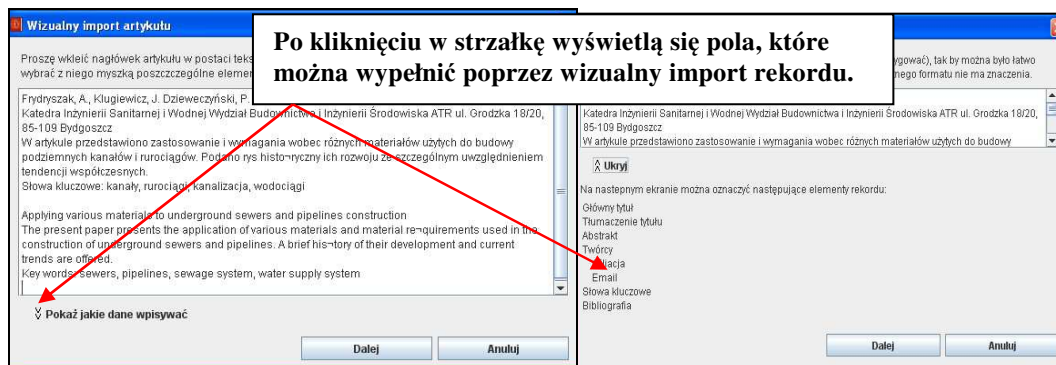 Wizualny import artykułu
Po kliknięciu w strzałkę wyświetlą się pola, które
można wypełnić poprzez wizualny import rekordu.
Proszę wkleić nagłówek artykułu w postaci
wybrać z niego myszką poszczczególne
Frydryszak, A., Klugiewicz, J. Dzieweczyński, P.
Katedra Inżynierii Sanitarnej i Wodnej Wydział Budownictwa i Inżynierii Środowiska ATR ul. Grodzka 18/20,
85-109 Bydgoszcz
W artykule przedstawiono zastosowanie i wymagania wobec różnych materiałów użytych do budowy
podziemnych kanałów i rurociągów. Podano rys histo¬ryczny ich rozwoju ze szczególnym uwzględnieniem
tendencji współczesnych.
Słowa kluczowe: kanały, rurociągi, kanalizacja, wodociągi
Applying various materials to underground sewers and pipelines construction
The present paper presents the application of various materials and material re¬quirements used in the
construction of underground sewers and pipelines. A brief his¬tory of their development and current
trends are offered.
Key words: sewers, pipelines, sewage system, water supply system
Pokaż jakie dane wpisywać
Dalej Anuluj
tak by można było łatwo
formatu nie ma znaczenia.
Katedra Inżynierii Sanitarnej i Wodnej Wydział Budownictwa i Inżynierii Środowiska ATR ul. Grodzka 18/20,
85-109 Bydgoszcz
W artykule przedstawiono zastosowanie i wymagania wobec różnych materiałów użytych do budowy
Ukryj
Na nastepnym ekranie można oznaczyć następujące elementy rekordu:
Główny tytuł
Tłumaczenie tytułu
Abstrakt
Twórcy
Email
Słowa kluczowe
Bibliografia
Dalej Anuluj